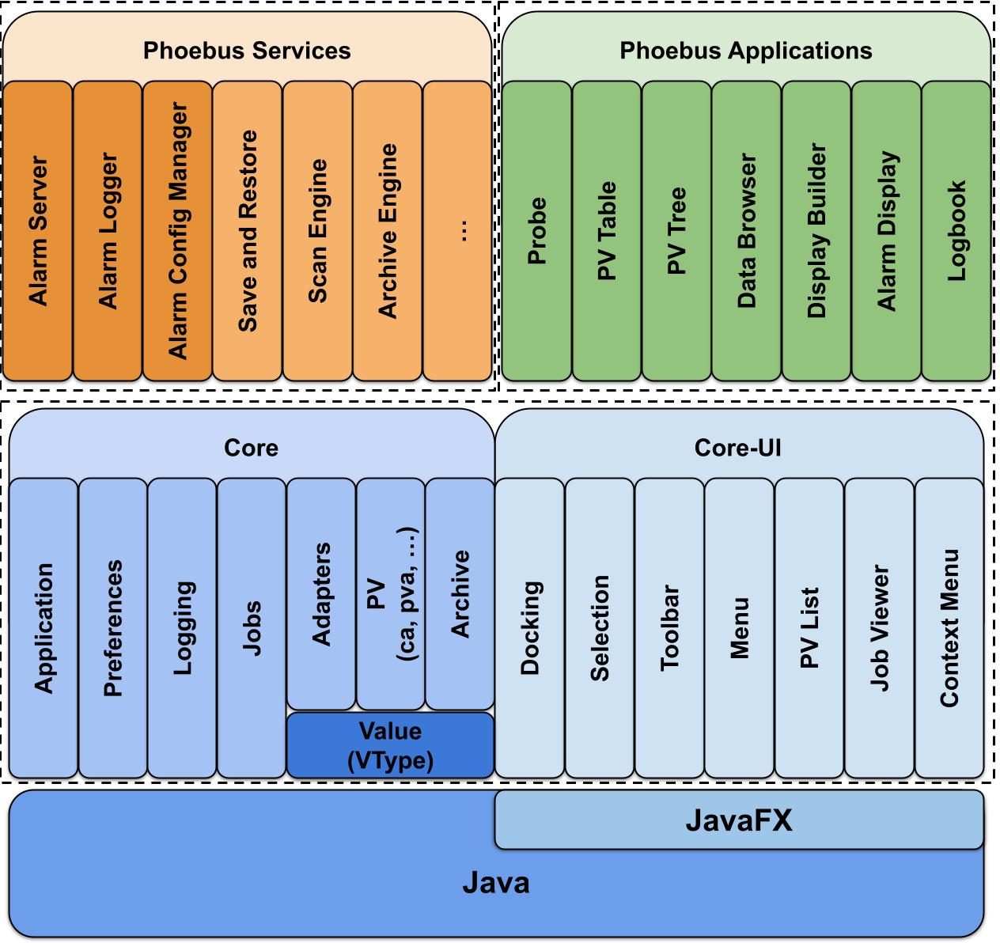 Phoebus Services
Alarm Server
Alarm Logger
Alarm Config Manager
Save and Restore
Scan Engine
Archive Engine
...
Phoebus Applications
Probe
PV Table
PV Tree
Data Browser
Display Builder
Alarm Display
Logbook
Core
Application
Preferences
Logging
Jobs
Adapters
PV
(ca, pva, ...)
Archive
Value
(VType)
Core-UI
Docking
Selection
Toolbar
Menu
PV List
Job Viewer
Context Menu
JavaFX
Java